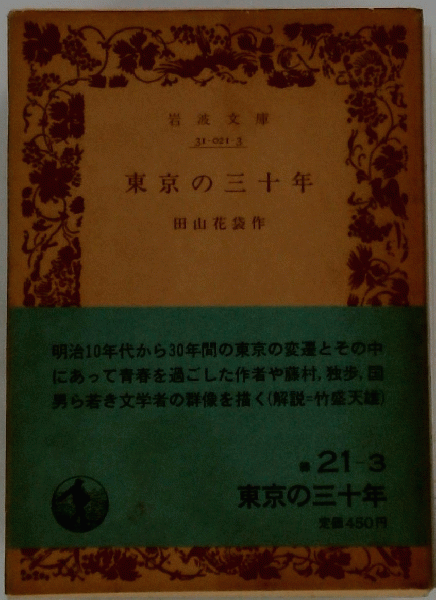 岩波文庫
31-021-3
東京の三十年
田山花袋作
明治10年代から30年間の東京の変遷とその中
にあって青春を過ごした作者や藤村,独歩,国
男ら若き文学者の群像を描く(解説=竹盛天雄)
21-3
東京の三十年
定価450円